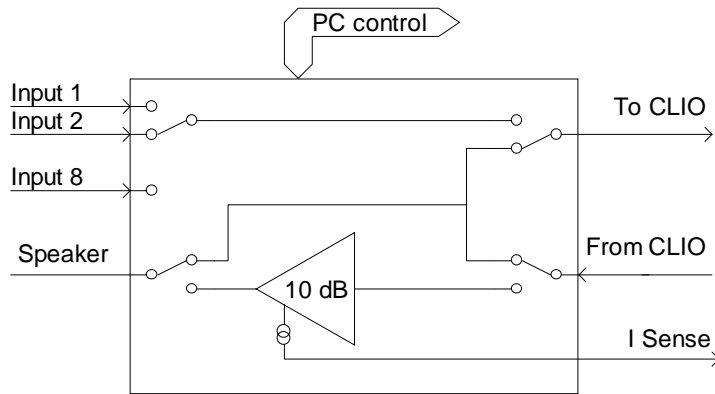 PC control
Input 1
Input 2
To CLIO
Input 8
Speaker
From CLIO
10 dB
I Sense